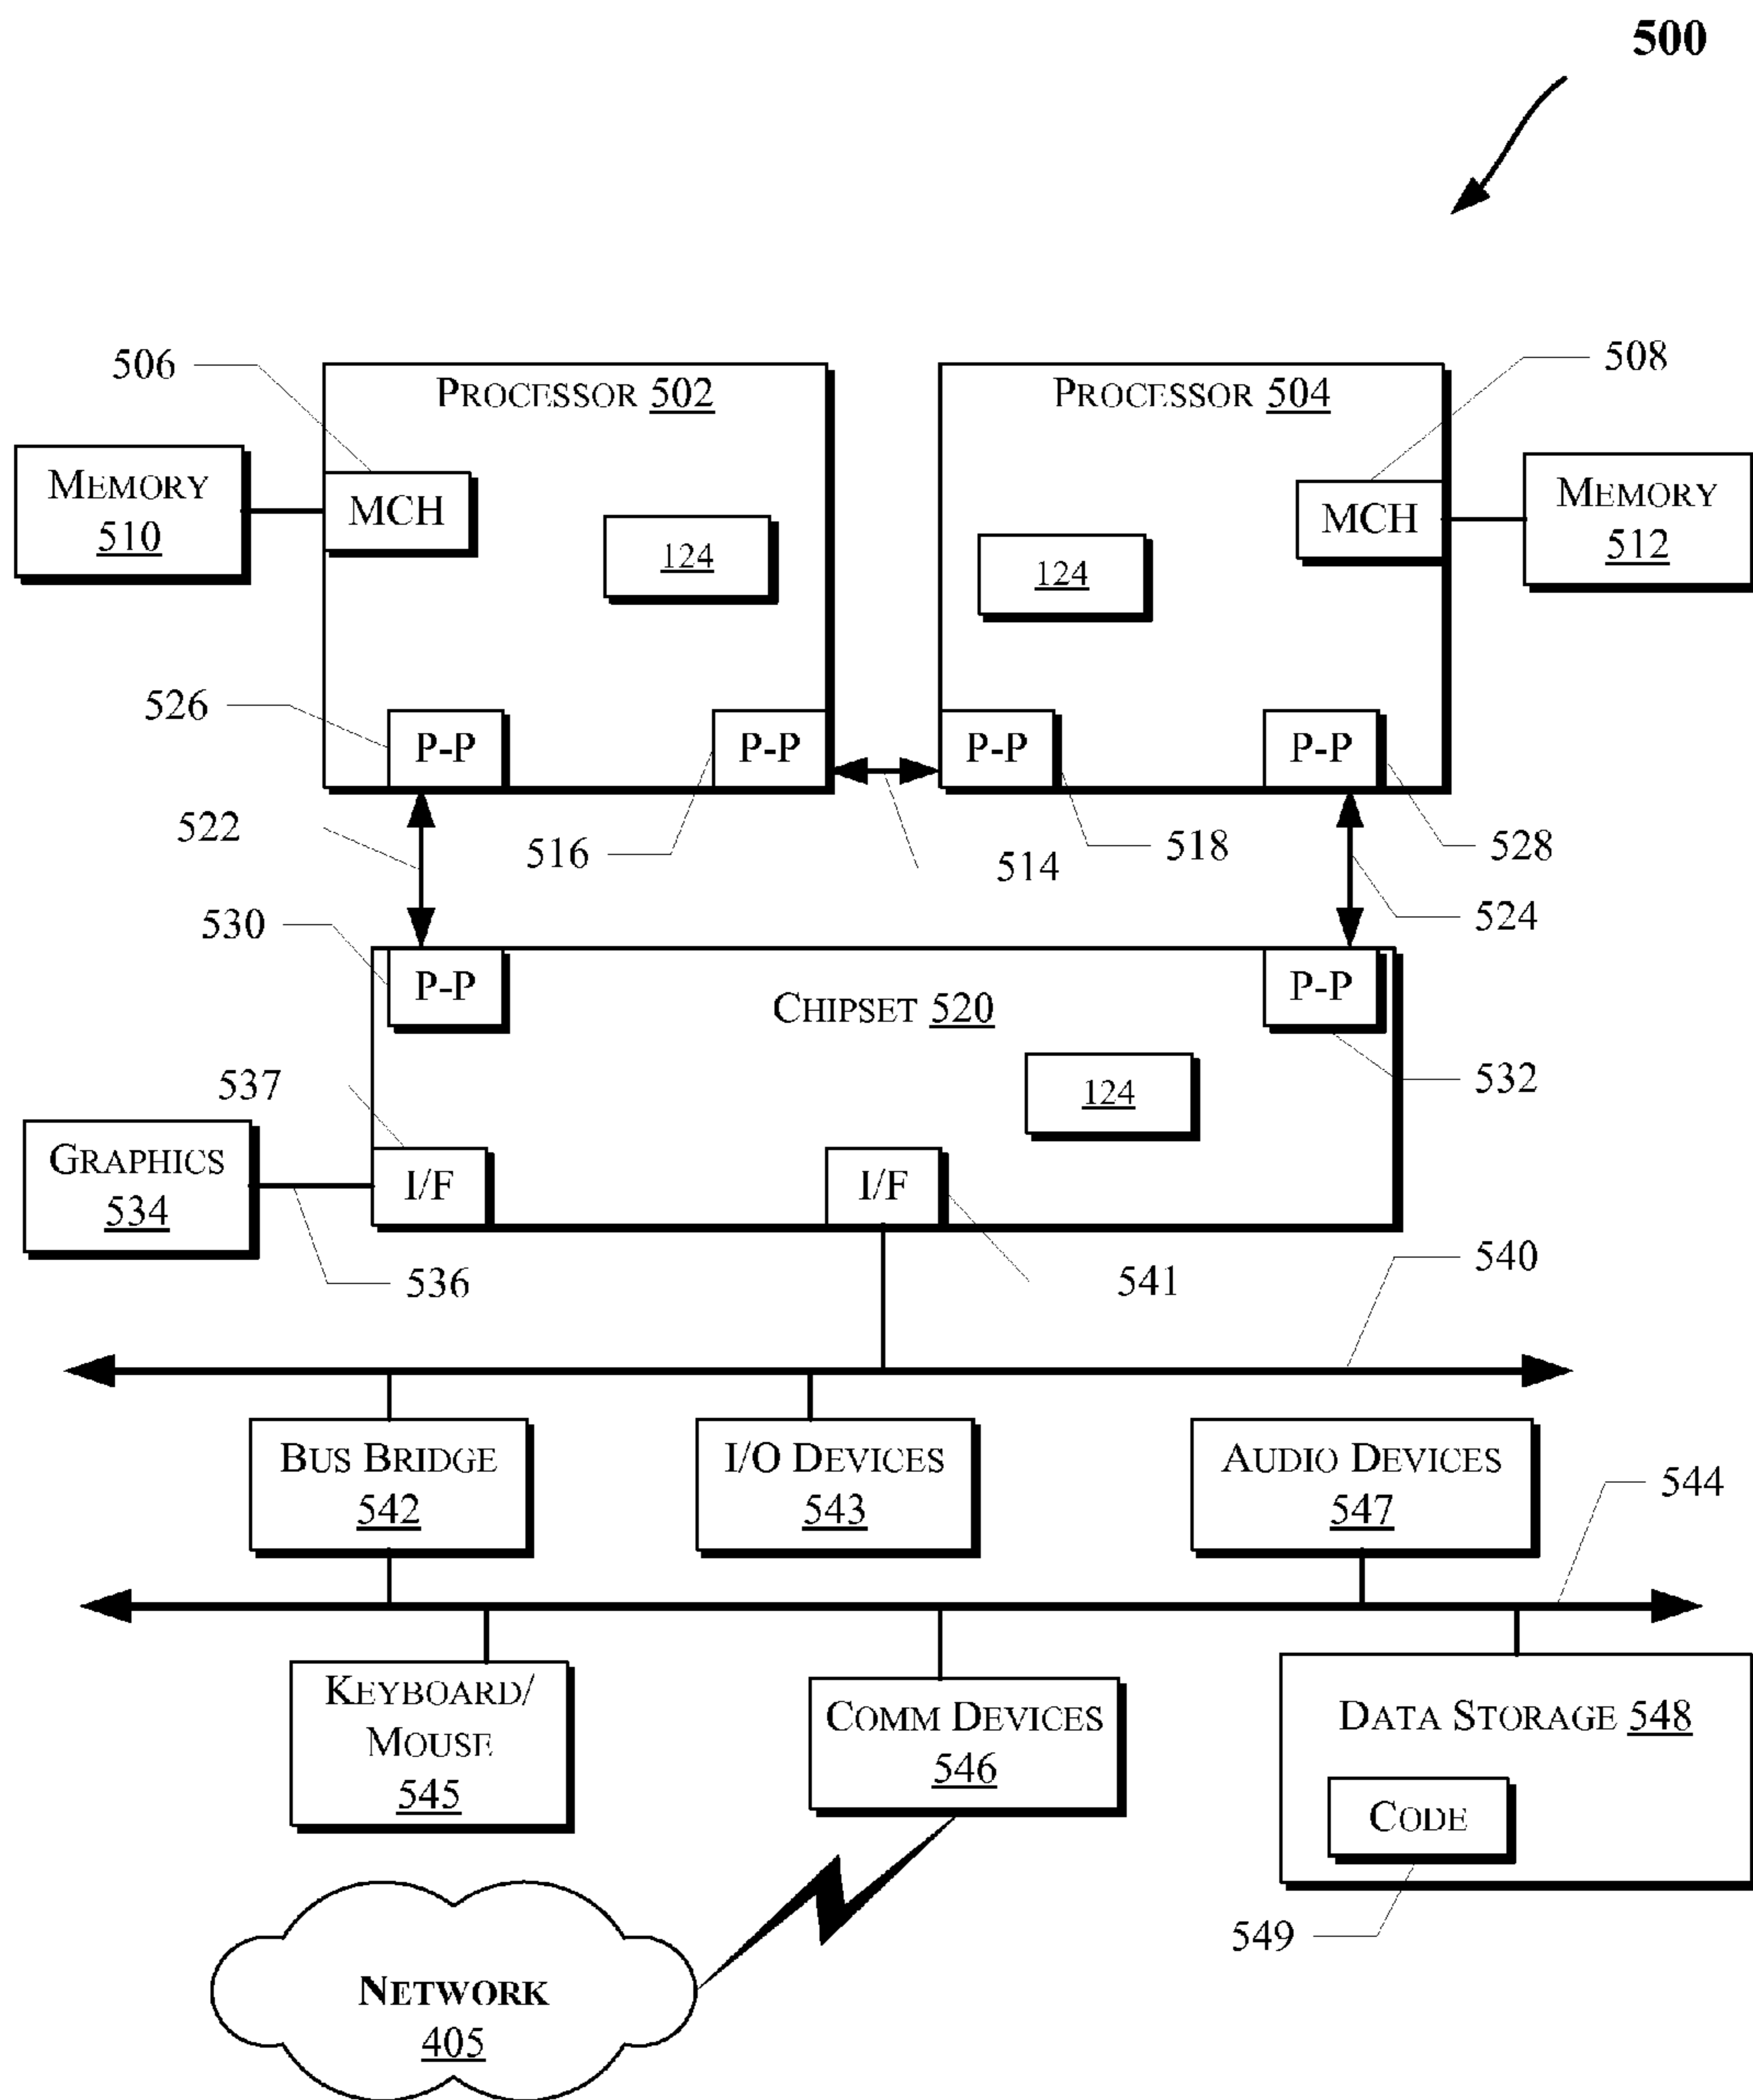 500
506
PROCESSOR 502
PROCESSOR 504
508
MEMORY
510
MCH
124
124
MCH
MEMORY
512
526
P-P
P-P
P-P
P-P
522
516
514
518
528
524
530
P-P
CHIPSET 520
P-P
537
124
532
GRAPHICS
534
I/F
I/F
536
541
540
BUS BRIDGE
542
I/O DEVICES
543
AUDIO DEVICES
547
544
KEYBOARD/
MOUSE
545
COMM DEVICES
546
DATA STORAGE 548
CODE
549
NETWORK
405